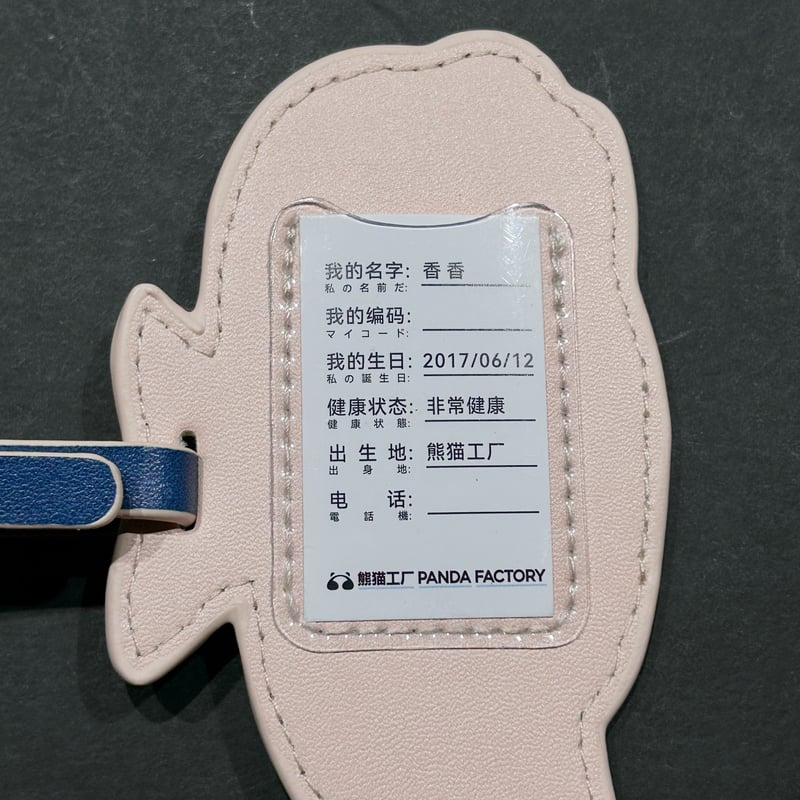 我的名字: 香香
私の名前だ:
我的编码:
マイコード:
我的生日: 2017/06/12
私の誕生日:
健康状态: 非常健康
健康状態:
出生地: 熊猫工厂
出身地:
电话:
電話機:
熊猫工厂 PANDA FACTORY